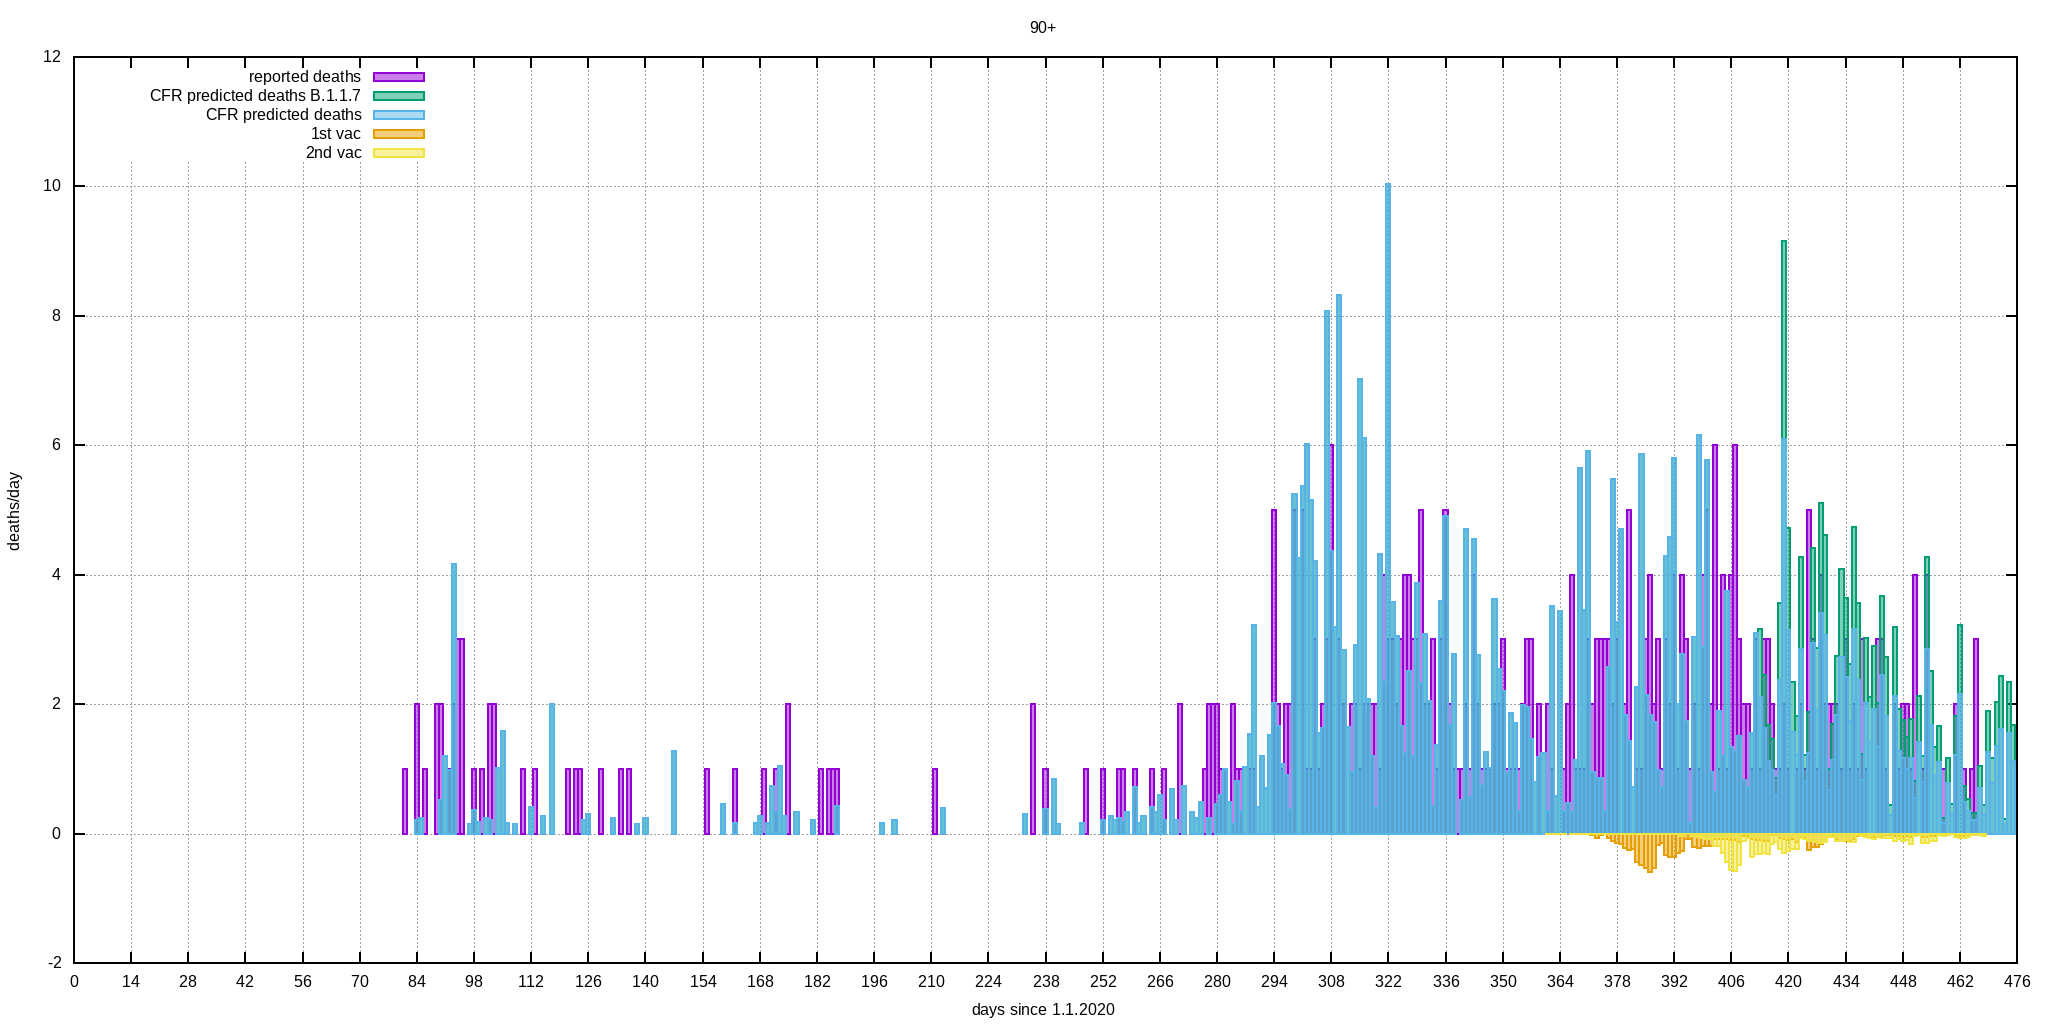 90+
12
reported deaths
CFR predicted deaths B.1.1.7
CFR predicted deaths
1st vac
2nd vac
10
8
6
4
2
0
-2
deaths/day
0 14 28 42 56 70 84 98 112 126 140 154 168 182 196 210 224 238 252 266 280 294 308 322 336 350 364 378 392 406 420 434 448 462 476
days since 1.1.2020